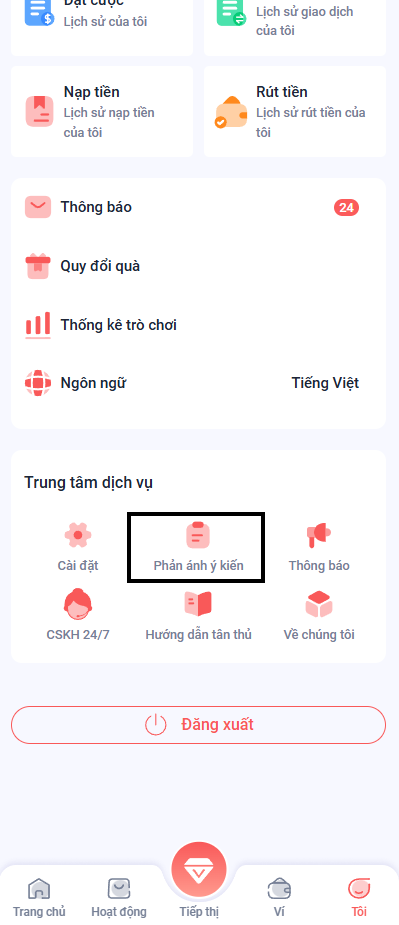 Đặt cược
Lịch sử của tôi
Lịch sử giao dịch
của tôi
Nạp tiền
Lịch sử nạp tiền
của tôi
Rút tiền
Lịch sử rút tiền của
tôi
Thông báo
24
Quy đổi quà
Thống kê trò chơi
Ngôn ngữ
Tiếng Việt
Trung tâm dịch vụ
Cài đặt
Phản ánh ý kiến
Thông báo
CSKH 24/7
Hướng dẫn tân thủ
Về chúng tôi
Đăng xuất
Trang chủ
Hoạt động
Tiếp thị
Ví
Tôi